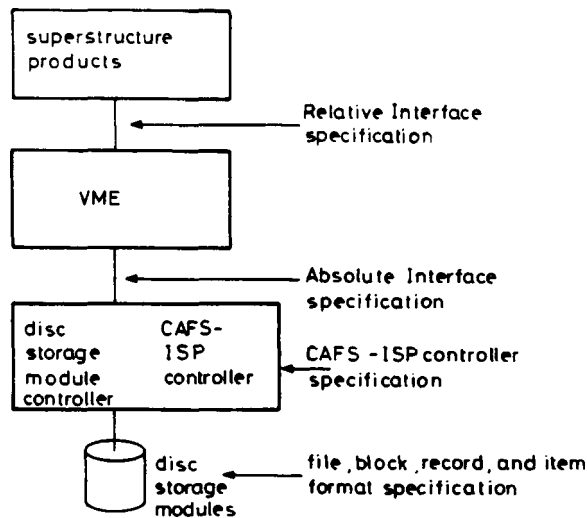 superstructure
products
Relative Interface
specification
VME
Absolute Interface
specification
disc
storage
module
controller
CAFS-
ISP
controller
CAFS - ISP controller
specification
disc
storage
modules
file, block, record, and item
format specification